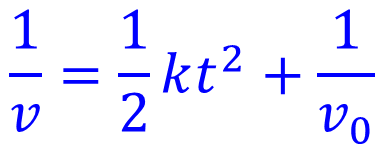 1/v = 1/2 kt² + 1/v₀